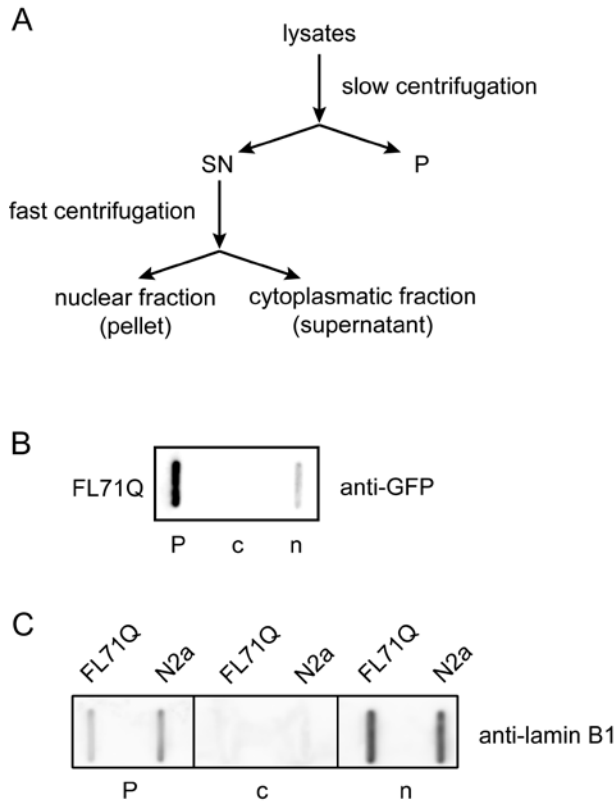 A
lysates
slow centrifugation
SN
P
fast centrifugation
nuclear fraction
(pellet)
cytoplasmatic fraction
(supernatant)
B
FL71Q
anti-GFP
P c n
C
FL71Q N2a FL71Q N2a FL71Q N2a
anti-lamin B1
P c n